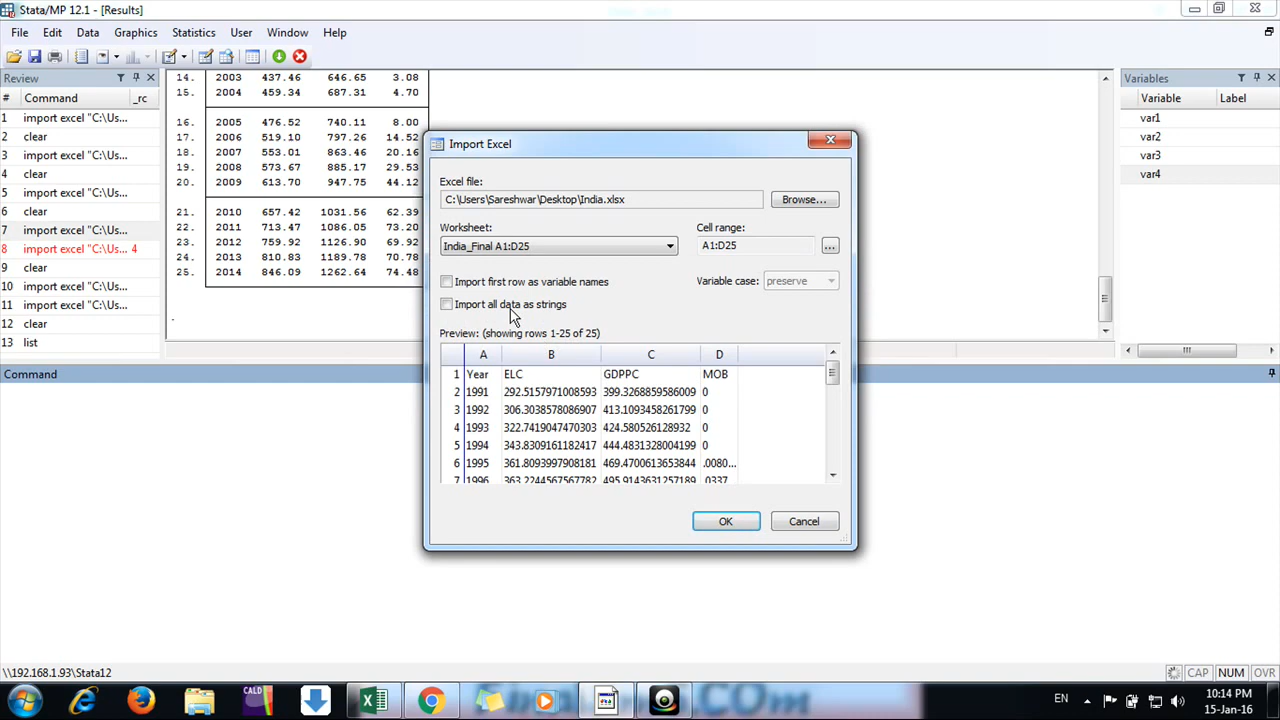 Stata/MP 12.1 - [Results]
File Edit Data Graphics Statistics User Window Help
Review
# Command _rc
1 import excel "C:\Us...
2 clear
3 import excel "C:\Us...
4 clear
5 import excel "C:\Us...
6 clear
7 import excel "C:\Us...
8 import excel "C:\Us... 4
9 clear
10 import excel "C:\Us...
11 import excel "C:\Us...
12 clear
13 list
14. 2003 437.46 646.65 3.08
15. 2004 459.34 687.31 4.70
16. 2005 476.52 740.11 8.00
17. 2006 519.10 797.26 14.52
18. 2007 553.01 863.46 20.16
19. 2008 573.67 885.17 29.53
20. 2009 613.70 947.75 44.12
21. 2010 657.42 1031.56 62.39
22. 2011 713.47 1086.05 73.20
23. 2012 759.92 1126.90 69.92
24. 2013 810.83 1189.78 70.78
25. 2014 846.09 1262.64 74.48
.
Variables
Variable Label
var1
var2
var3
var4
Import Excel
Excel file:
C:\Users\Sareshwar\Desktop\India.xlsx Browse...
Worksheet: Cell range:
India_Final A1:D25 A1:D25 ...
Import first row as variable names Variable case: preserve
Import all data as strings
Preview: (showing rows 1-25 of 25)
A B C D
1 Year ELC GDPPC MOB
2 1991 292.5157971008593 399.3268859586009 0
3 1992 306.3038578086907 413.1093458261799 0
4 1993 322.7419047470303 424.580526128932 0
5 1994 343.8309161182417 444.4831328004199 0
6 1995 361.8093997908181 469.4700613653844 .0080...
7 1996 363.2244567567782 495.9143631257189 .0337
OK Cancel
Command
\\192.168.1.93\Stata12 CAP NUM OVR
CALD
EN
10:14 PM
15-Jan-16